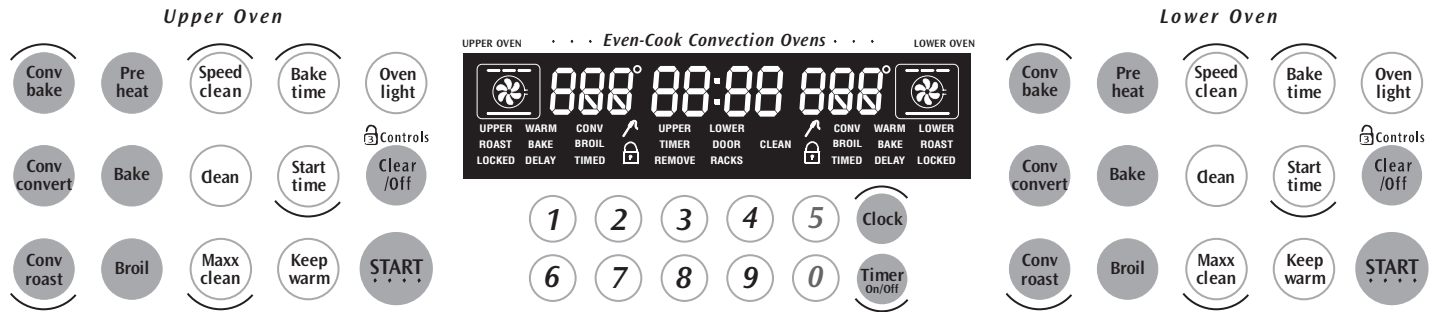 Upper Oven
Conv bake
Pre heat
Speed clean
Bake time
Oven light
3 Controls
Conv convert
Bake
Clean
Start time
Clear /Off
Conv roast
Broil
Maxx clean
Keep warm
START
UPPER OVEN · · · Even-Cook Convection Ovens · · · LOWER OVEN
888° 88:88 888°
UPPER WARM CONV UPPER LOWER CONV WARM LOWER
ROAST BAKE BROIL TIMER DOOR CLEAN BROIL BAKE ROAST
LOCKED DELAY TIMED REMOVE RACKS TIMED DELAY LOCKED
1 2 3 4 5 Clock
6 7 8 9 0 Timer On/Off
Lower Oven
Conv bake
Pre heat
Speed clean
Bake time
Oven light
3 Controls
Conv convert
Bake
Clean
Start time
Clear /Off
Conv roast
Broil
Maxx clean
Keep warm
START